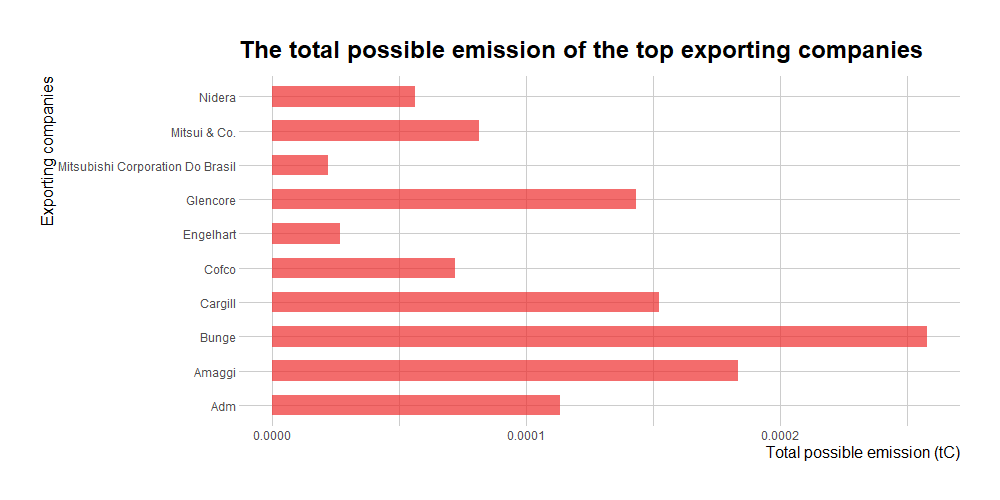 The total possible emission of the top exporting companies
Exporting companies
Nidera
Mitsui & Co.
Mitsubishi Corporation Do Brasil
Glencore
Engelhart
Cofco
Cargill
Bunge
Amaggi
Adm
0.0000 0.0001 0.0002
Total possible emission (tC)